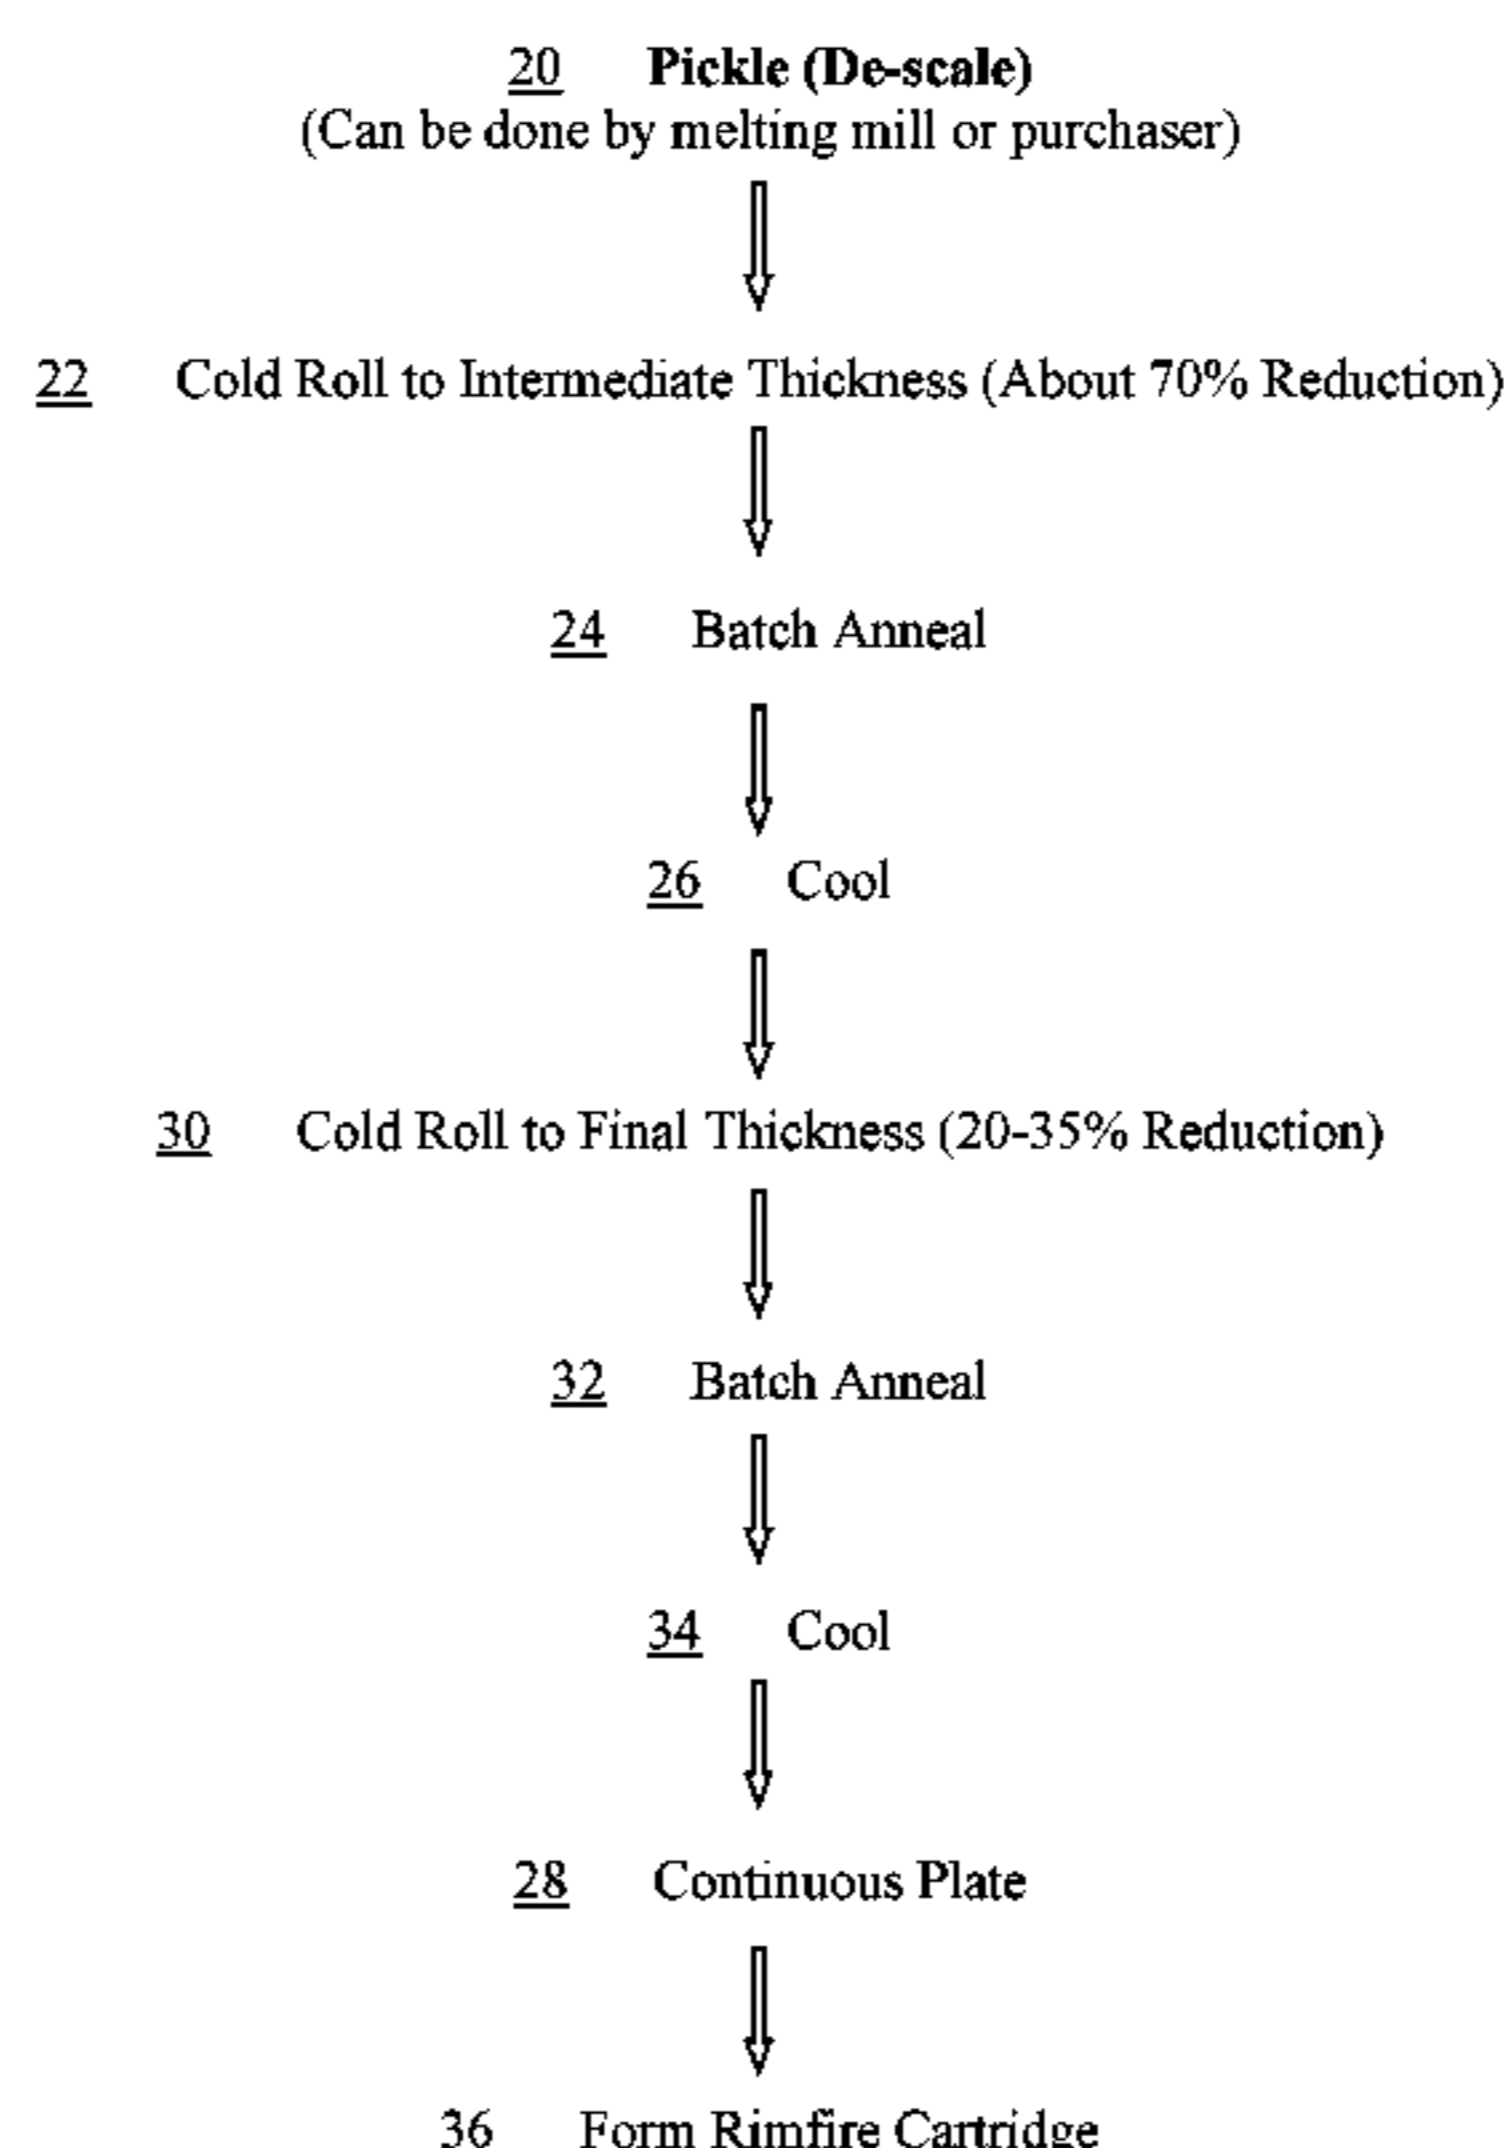 20 Pickle (De-scale)
(Can be done by melting mill or purchaser)
22 Cold Roll to Intermediate Thickness (About 70% Reduction)
24 Batch Anneal
26 Cool
30 Cold Roll to Final Thickness (20-35% Reduction)
32 Batch Anneal
34 Cool
28 Continuous Plate
36 Form Rimfire Cartridge